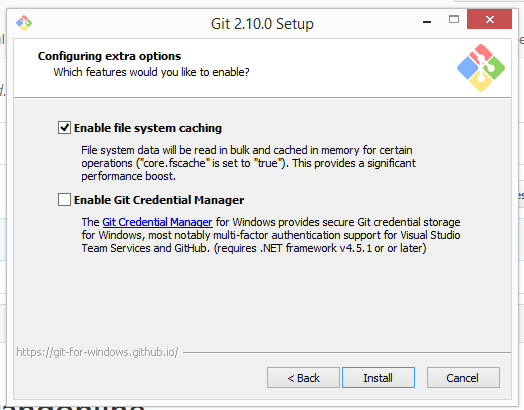 Git 2.10.0 Setup
Configuring extra options
Which features would you like to enable?
Enable file system caching
File system data will be read in bulk and cached in memory for certain
operations ("core.fscache" is set to "true"). This provides a significant
performance boost.
Enable Git Credential Manager
The Git Credential Manager for Windows provides secure Git credential storage
for Windows, most notably multi-factor authentication support for Visual Studio
Team Services and GitHub. (requires .NET framework v4.5.1 or or later)
https://git-for-windows.github.io/
< Back
Install
Cancel